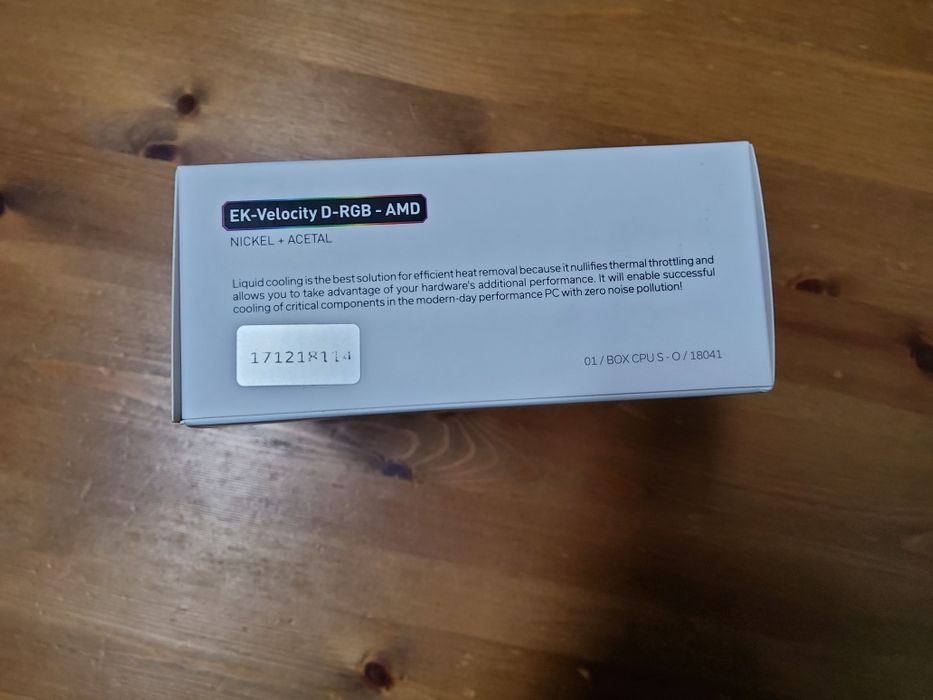 EK-Velocity D-RGB - AMD
NICKEL + ACETAL
Liquid cooling is the best solution for efficient heat removal because it nullifies thermal throttling and
allows you to take advantage of your hardware's additional performance. It will enable successful
cooling of critical components in the modern-day performance PC with zero noise pollution!
171218114
01 / BOX CPU S - O / 18041